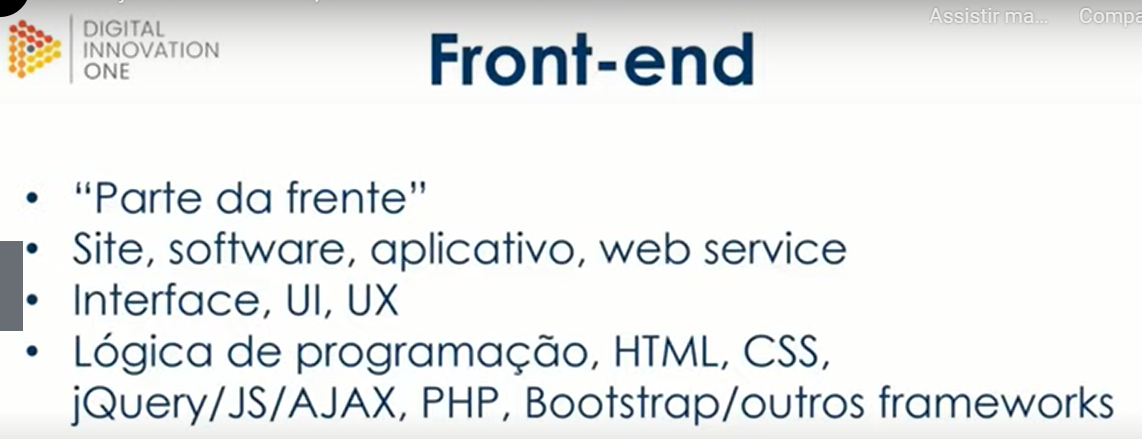 Assistir ma... Compa
DIGITAL
INNOVATION
ONE
Front-end
• “Parte da frente”
• Site, software, aplicativo, web service
• Interface, UI, UX
• Lógica de programação, HTML, CSS,
jQuery/JS/AJAX, PHP, Bootstrap/outros frameworks